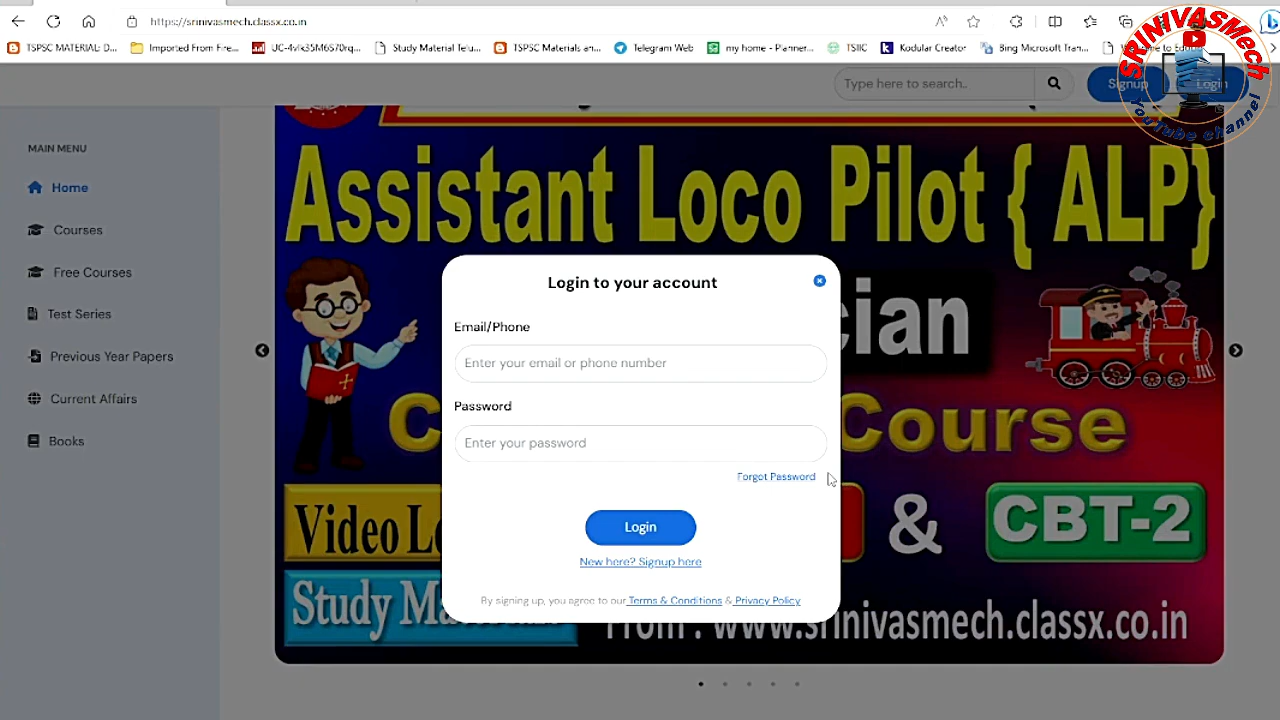 https://srinivasmech.classx.co.in
TSPSC MATERIAL: D...
Imported From Fire...
Study Material Telu...
TSPSC Materials an...
Telegram Web
my home - Planner...
TSIIC
Kodular Creator
Bing Microsoft Tran...
SRINIVASMech
YouTube channel
Type here to search..
Signup
Login
MAIN MENU
Home
Courses
Free Courses
Test Series
Previous Year Papers
Current Affairs
Books
Assistant Loco Pilot { ALP}
cian
C
Course
Video Le
& CBT-2
Study Ma
From : www.srinivasmech.classx.co.in
Login to your account
Email/Phone
Enter your email or phone number
Password
Enter your password
Forgot Password
Login
New here? Signup here
By signing up, you agree to our Terms & Conditions & Privacy Policy